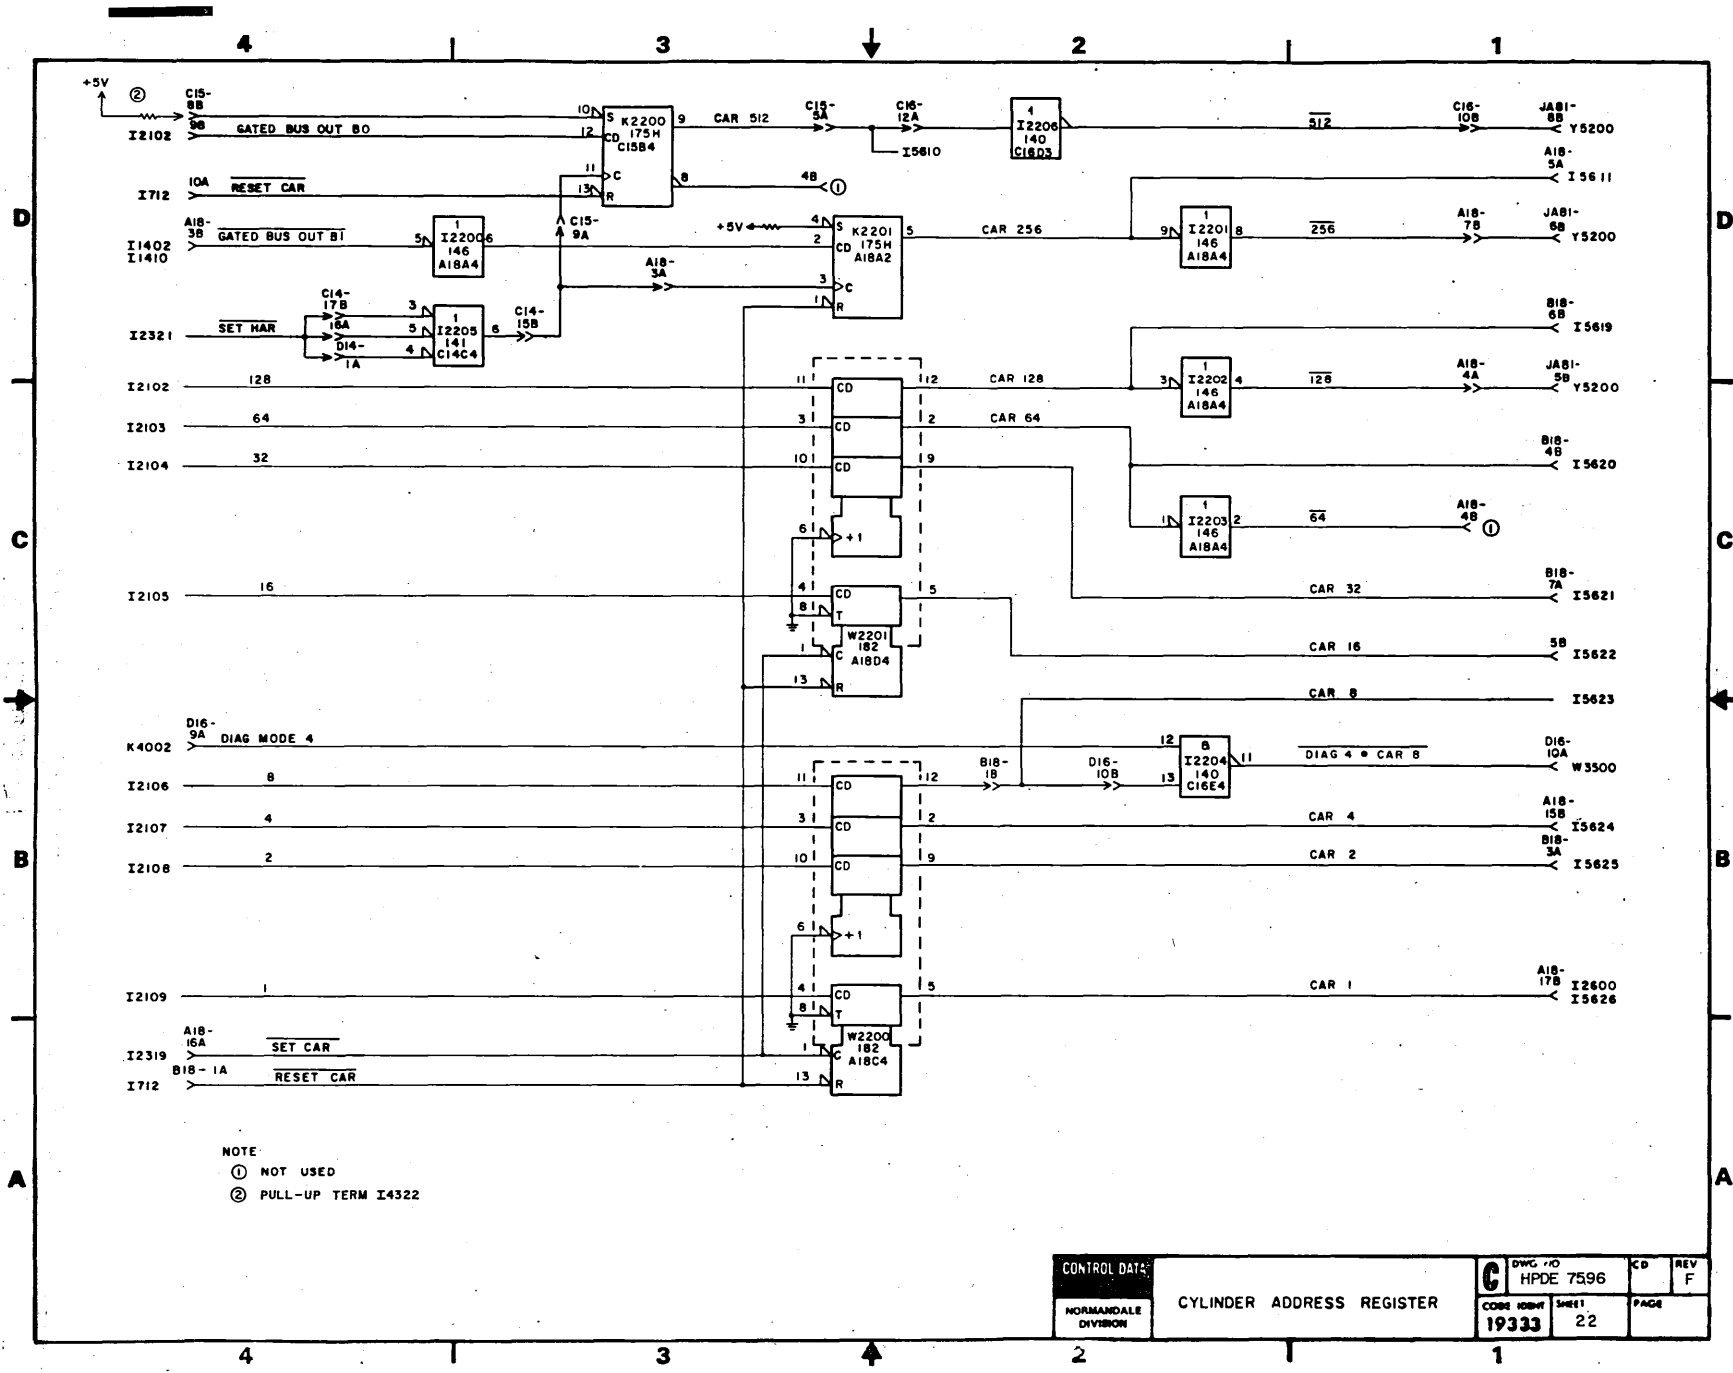 4 3 2 1
+5V ② C15-
8B
I2102 9B GATED BUS OUT B0
10 S K2200 9 CAR 512 C15-
5A C16-
12A
12 CD 175H
C15B4
11 C
13 R 8 4B ①
I5610
1
I2206
140
C16D3
512 C16-
10B JA81-
8B Y5200
A18-
5A I5611
I712 10A RESET CAR
D D
A18-
3B GATED BUS OUT B1
I1402
I1410
5 1 6
I2200
146
A18A4
C15-
9A
+5V 4 S K2201 5 CAR 256
2 CD 175H
A18A2
3 C
1 R
A18-
3A
9 1 8
I2201
146
A18A4
256 A18-
7B JA81-
6B Y5200
I2321 SET HAR
C14-
17B 3
16A 5
D14-
1A 4
1
I2205 6
141
C14C4
C14-
15B
B18-
6B I5619
I2102 128 11 CD 12 CAR 128
3 1 4
I2202
146
A18A4
128 A18-
4A JA81-
5B Y5200
I2103 64 3 CD 2 CAR 64
I2104 32 10 CD 9
B18-
4B I5620
C C
6 +1
1 1 2
I2203
146
A18A4
64 A18-
4B ①
I2105 16 4 CD 5
8 T
W2201
182
A18D4
1 C
13 R
CAR 32 B18-
7A I5621
CAR 16 5B I5622
CAR 8 I5623
K4002 D16-
9A DIAG MODE 4
12 8 11
I2204
140
13 C16E4
DIAG 4 • CAR 8 D16-
10A W3500
I2106 8 11 CD 12 B18-
1B D16-
10B
I2107 4 3 CD 2 CAR 4 A18-
15B I5624
B B
I2108 2 10 CD 9 CAR 2 B18-
3A I5625
6 +1
I2109 1 4 CD 5 CAR 1 A18-
17B I2600
I5626
8 T
W2200
182
A18C4
I2319 A18-
16A SET CAR 1 C
I712 B18-1A RESET CAR 13 R
NOTE
① NOT USED
② PULL-UP TERM I4322
A A
CONTROL DATA
NORMANDALE
DIVISION
CYLINDER ADDRESS REGISTER
C DWG NO
HPDE 7596
CD REV
F
CODE IDENT
19333
SHEET
22
PAGE
4 3 2 1